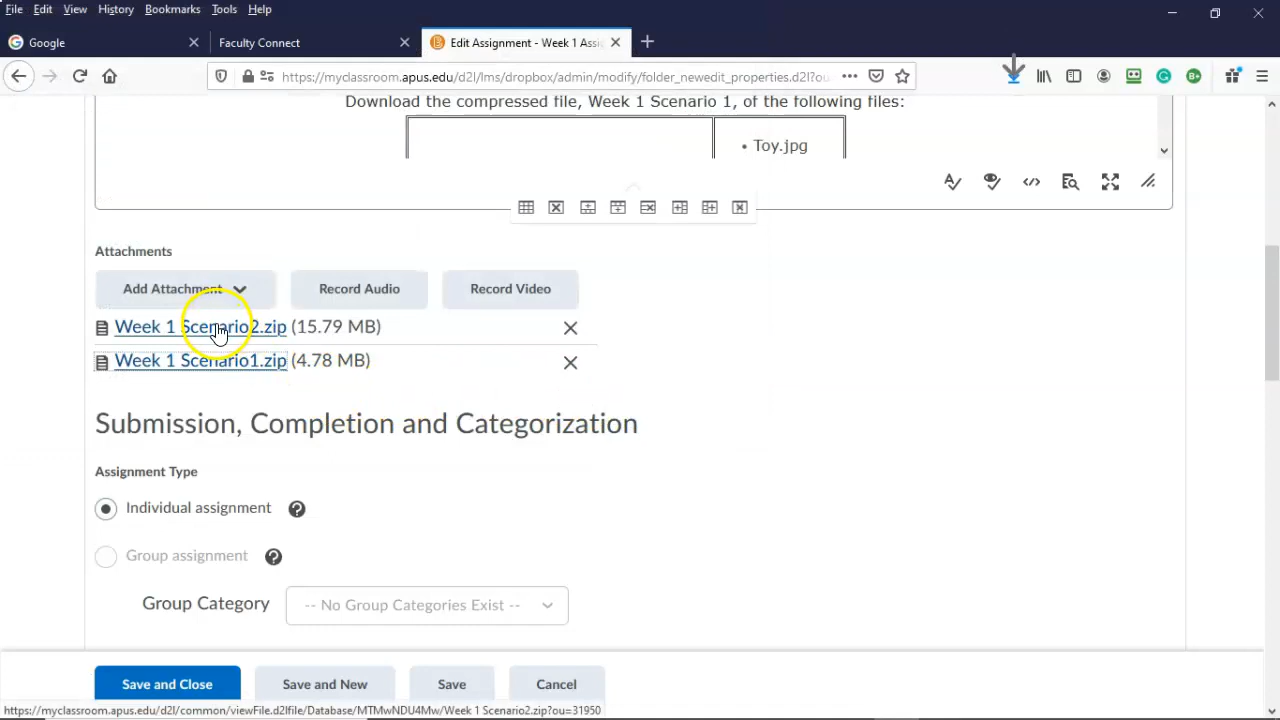 File Edit View History Bookmarks Tools Help
Google Faculty Connect Edit Assignment - Week 1 Assi
https://myclassroom.apus.edu/d2l/lms/dropbox/admin/modify/folder_newedit_properties.d2l?ou=
Download the compressed file, Week 1 Scenario 1, of the following files:
• Toy.jpg
Attachments
Add Attachment Record Audio Record Video
Week 1 Scenario2.zip (15.79 MB)
Week 1 Scenario1.zip (4.78 MB)
Submission, Completion and Categorization
Assignment Type
Individual assignment
Group assignment
Group Category -- No Group Categories Exist --
Save and Close Save and New Save Cancel
https://myclassroom.apus.edu/d2l/common/viewFile.d2lfile/Database/MTMwNDU4Mw/Week 1 Scenario2.zip?ou=31950